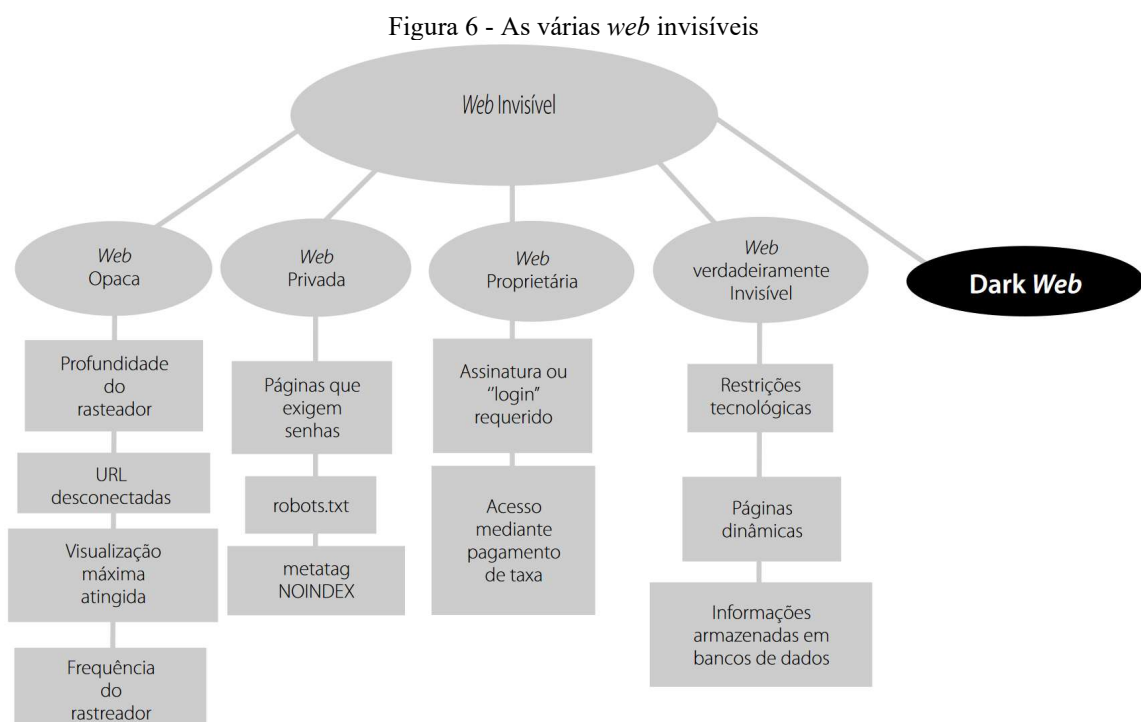 Figura 6 - As várias web invisíveis
Web Invisível
Web
Opaca
Profundidade
do
rasteador
URL
desconectadas
Visualização
máxima
atingida
Frequência
do
rastreador
Web
Privada
Páginas que
exigem
senhas
robots.txt
metatag
NOINDEX
Web
Proprietária
Assinatura ou
“login”
requerido
Acesso
mediante
pagamento
de taxa
Web
verdadeiramente
Invisível
Restrições
tecnológicas
Páginas
dinâmicas
Informações
armazenadas em
bancos de dados
Dark Web